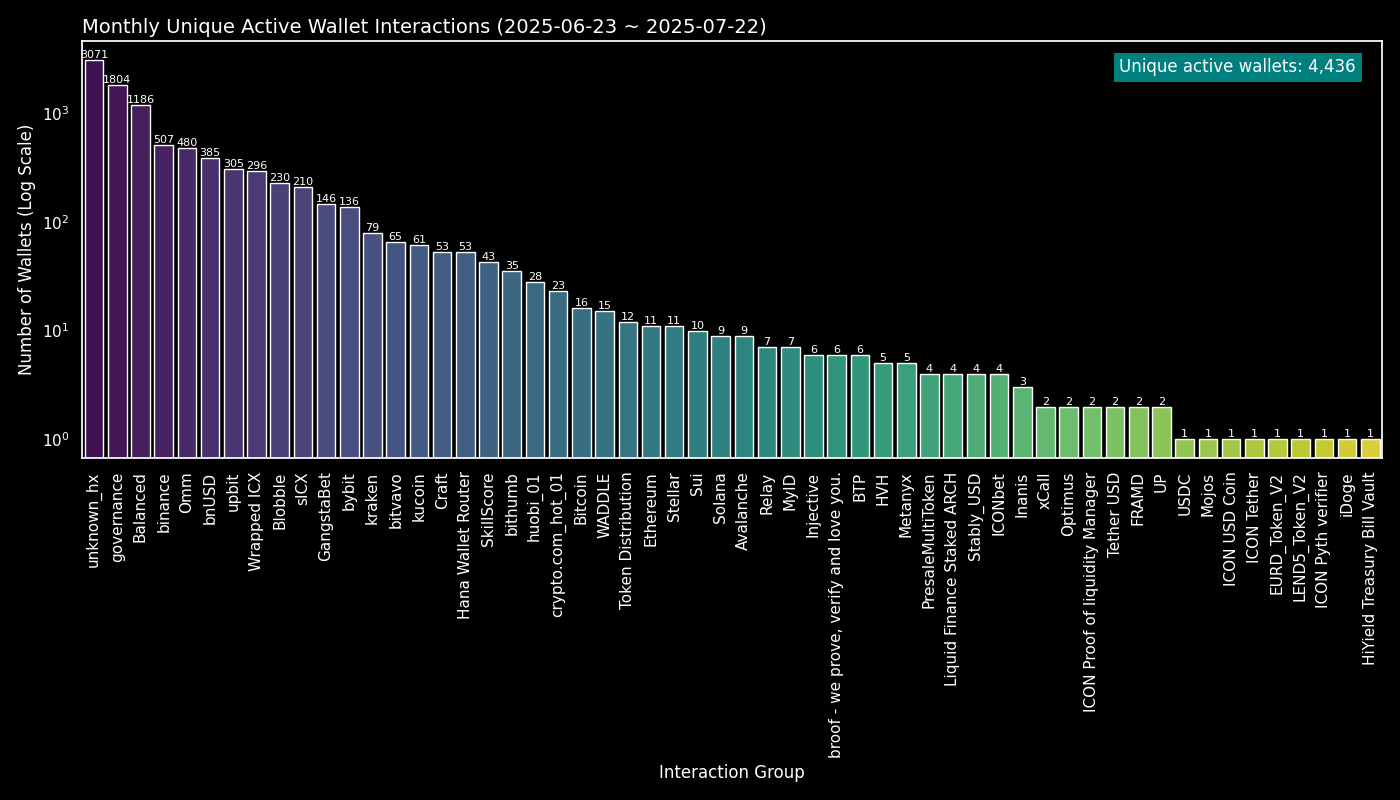 Monthly Unique Active Wallet Interactions (2025-06-23 ~ 2025-07-22)
Unique active wallets: 4,436
Number of Wallets (Log Scale)
10³
10²
10¹
10⁰
3071
1804
1186
507
480
385
305
296
230
210
146
136
79
65
61
53
53
43
35
28
23
16
15
12
11
11
10
9
9
7
7
6
6
6
5
5
4
4
4
4
3
2
2
2
2
2
2
1
1
1
1
1
1
1
1
1
unknown_hx
governance
Balanced
binance
Omm
bnUSD
upbit
Wrapped ICX
Blobble
sICX
GangstaBet
bybit
kraken
bitvavo
kucoin
Craft
Hana Wallet Router
SkillScore
bithumb
huobi_01
crypto.com_hot_01
Bitcoin
WADDLE
Token Distribution
Ethereum
Stellar
Sui
Solana
Avalanche
Relay
MyID
Injective
broof - we prove, verify and love you.
BTP
HVH
Metanyx
PresaleMultiToken
Liquid Finance Staked ARCH
Stably_USD
ICONbet
Inanis
xCall
Optimus
ICON Proof of liquidity Manager
Tether USD
FRAMD
UP
USDC
Mojos
ICON USD Coin
ICON Tether
EURD_Token_V2
LEND5_Token_V2
ICON Pyth verifier
iDoge
HiYield Treasury Bill Vault
Interaction Group